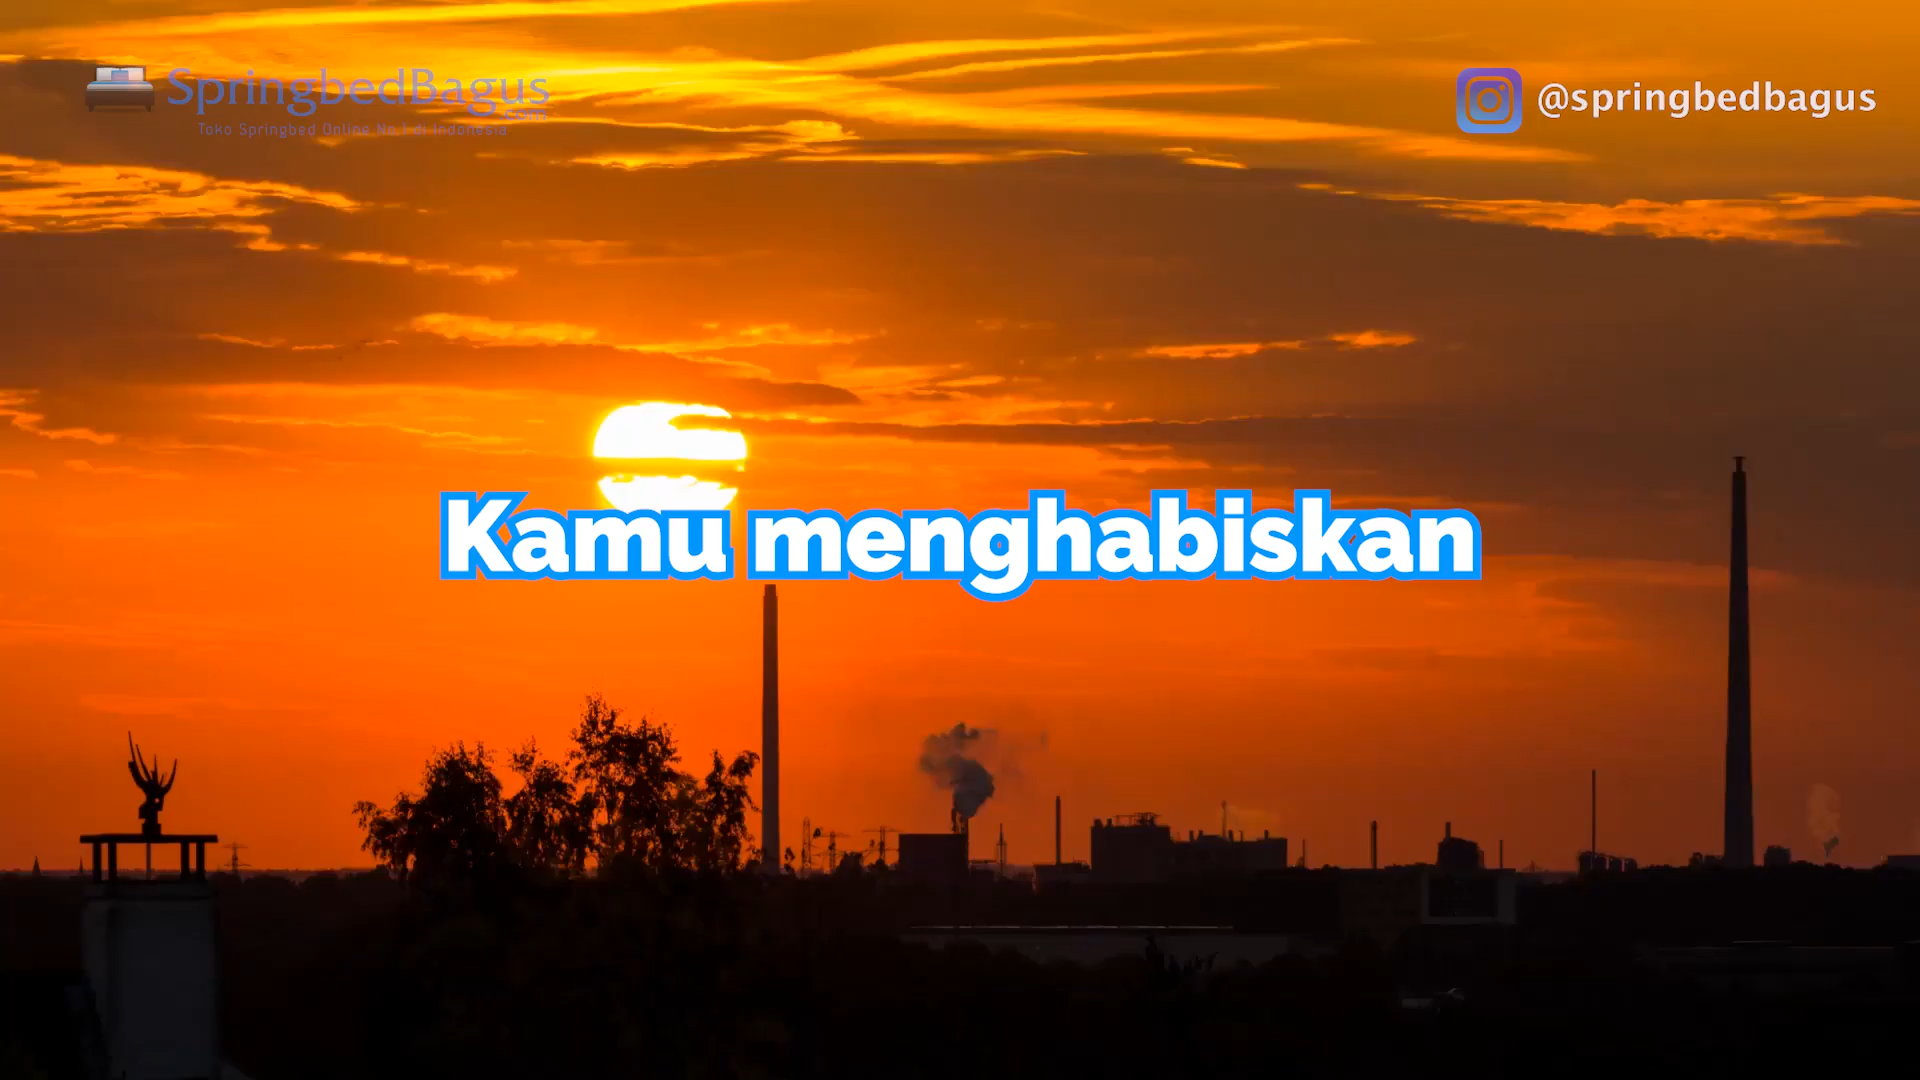 SpringbedBagus
.com
Toko Springbed Online No.1 di Indonesia
@springbedbagus
Kamu menghabiskan